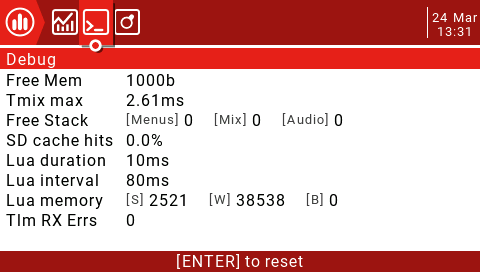 24 Mar
13:31
Debug
Free Mem 1000b
Tmix max 2.61ms
Free Stack [Menus] 0 [Mix] 0 [Audio] 0
SD cache hits 0.0%
Lua duration 10ms
Lua interval 80ms
Lua memory [S] 2521 [W] 38538 [B] 0
Tlm RX Errs 0
[ENTER] to reset